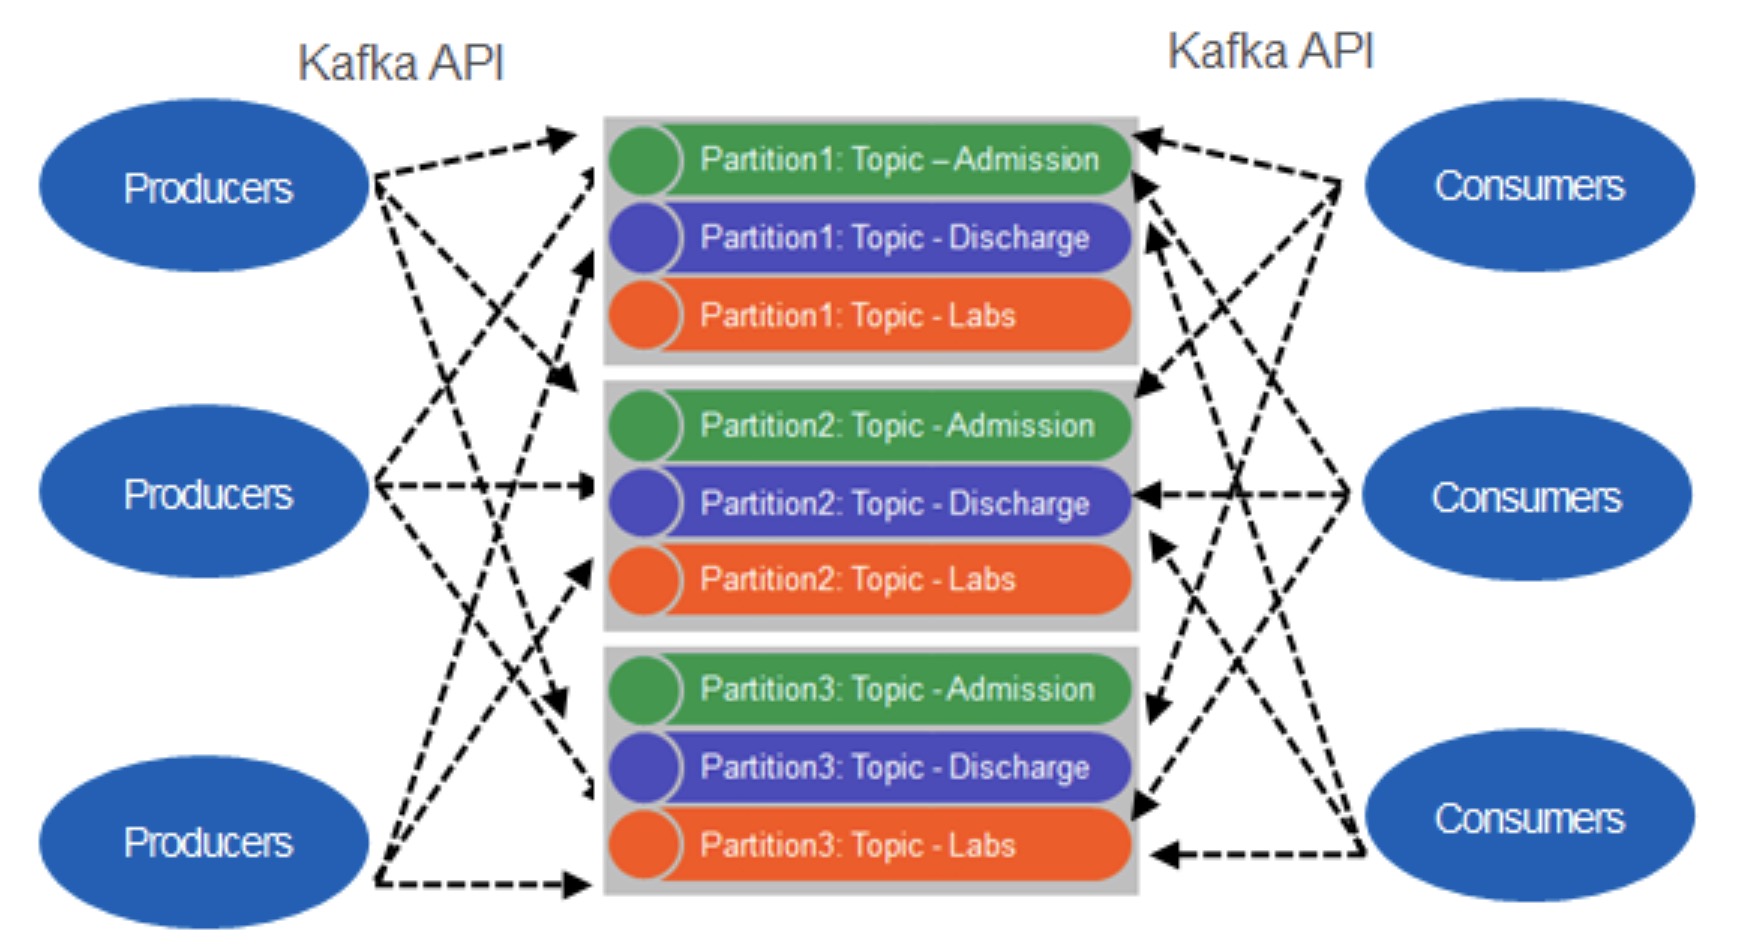 Kafka API
Kafka API
Producers
Partition1: Topic – Admission
Partition1: Topic - Discharge
Partition1: Topic - Labs
Consumers
Producers
Partition2: Topic - Admission
Partition2: Topic - Discharge
Partition2: Topic - Labs
Consumers
Producers
Partition3: Topic - Admission
Partition3: Topic - Discharge
Partition3: Topic - Labs
Consumers